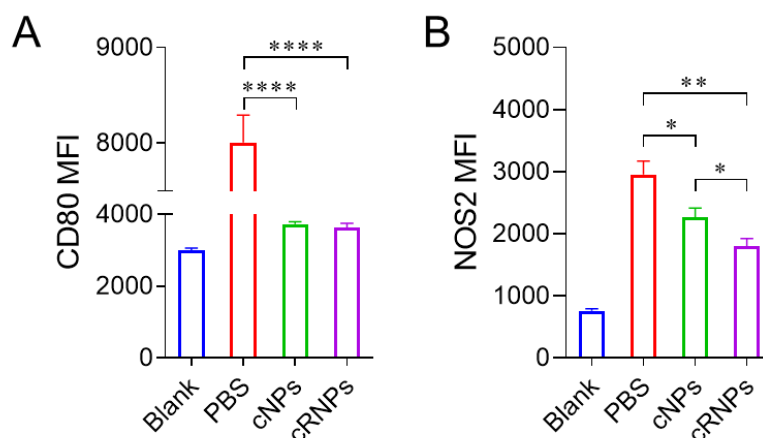 A
CD80 MFI
9000
8000
4000
2000
0
****
****
Blank
PBS
cNPs
cRNPs
B
NOS2 MFI
5000
4000
3000
2000
1000
0
**
*
*
Blank
PBS
cNPs
cRNPs